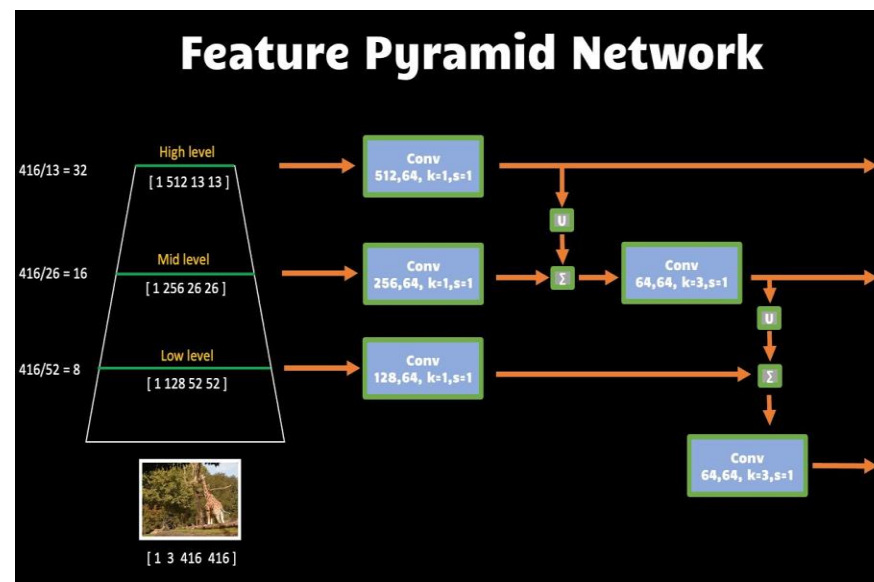 Feature Pyramid Network
416/13 = 32
High level
[ 1 512 13 13 ]
Conv
512,64, k=1,s=1
U
416/26 = 16
Mid level
[ 1 256 26 26 ]
Conv
256,64, k=1,s=1
Σ
Conv
64,64, k=3,s=1
U
416/52 = 8
Low level
[ 1 128 52 52 ]
Conv
128,64, k=1,s=1
Σ
Conv
64,64, k=3,s=1
[ 1 3 416 416 ]